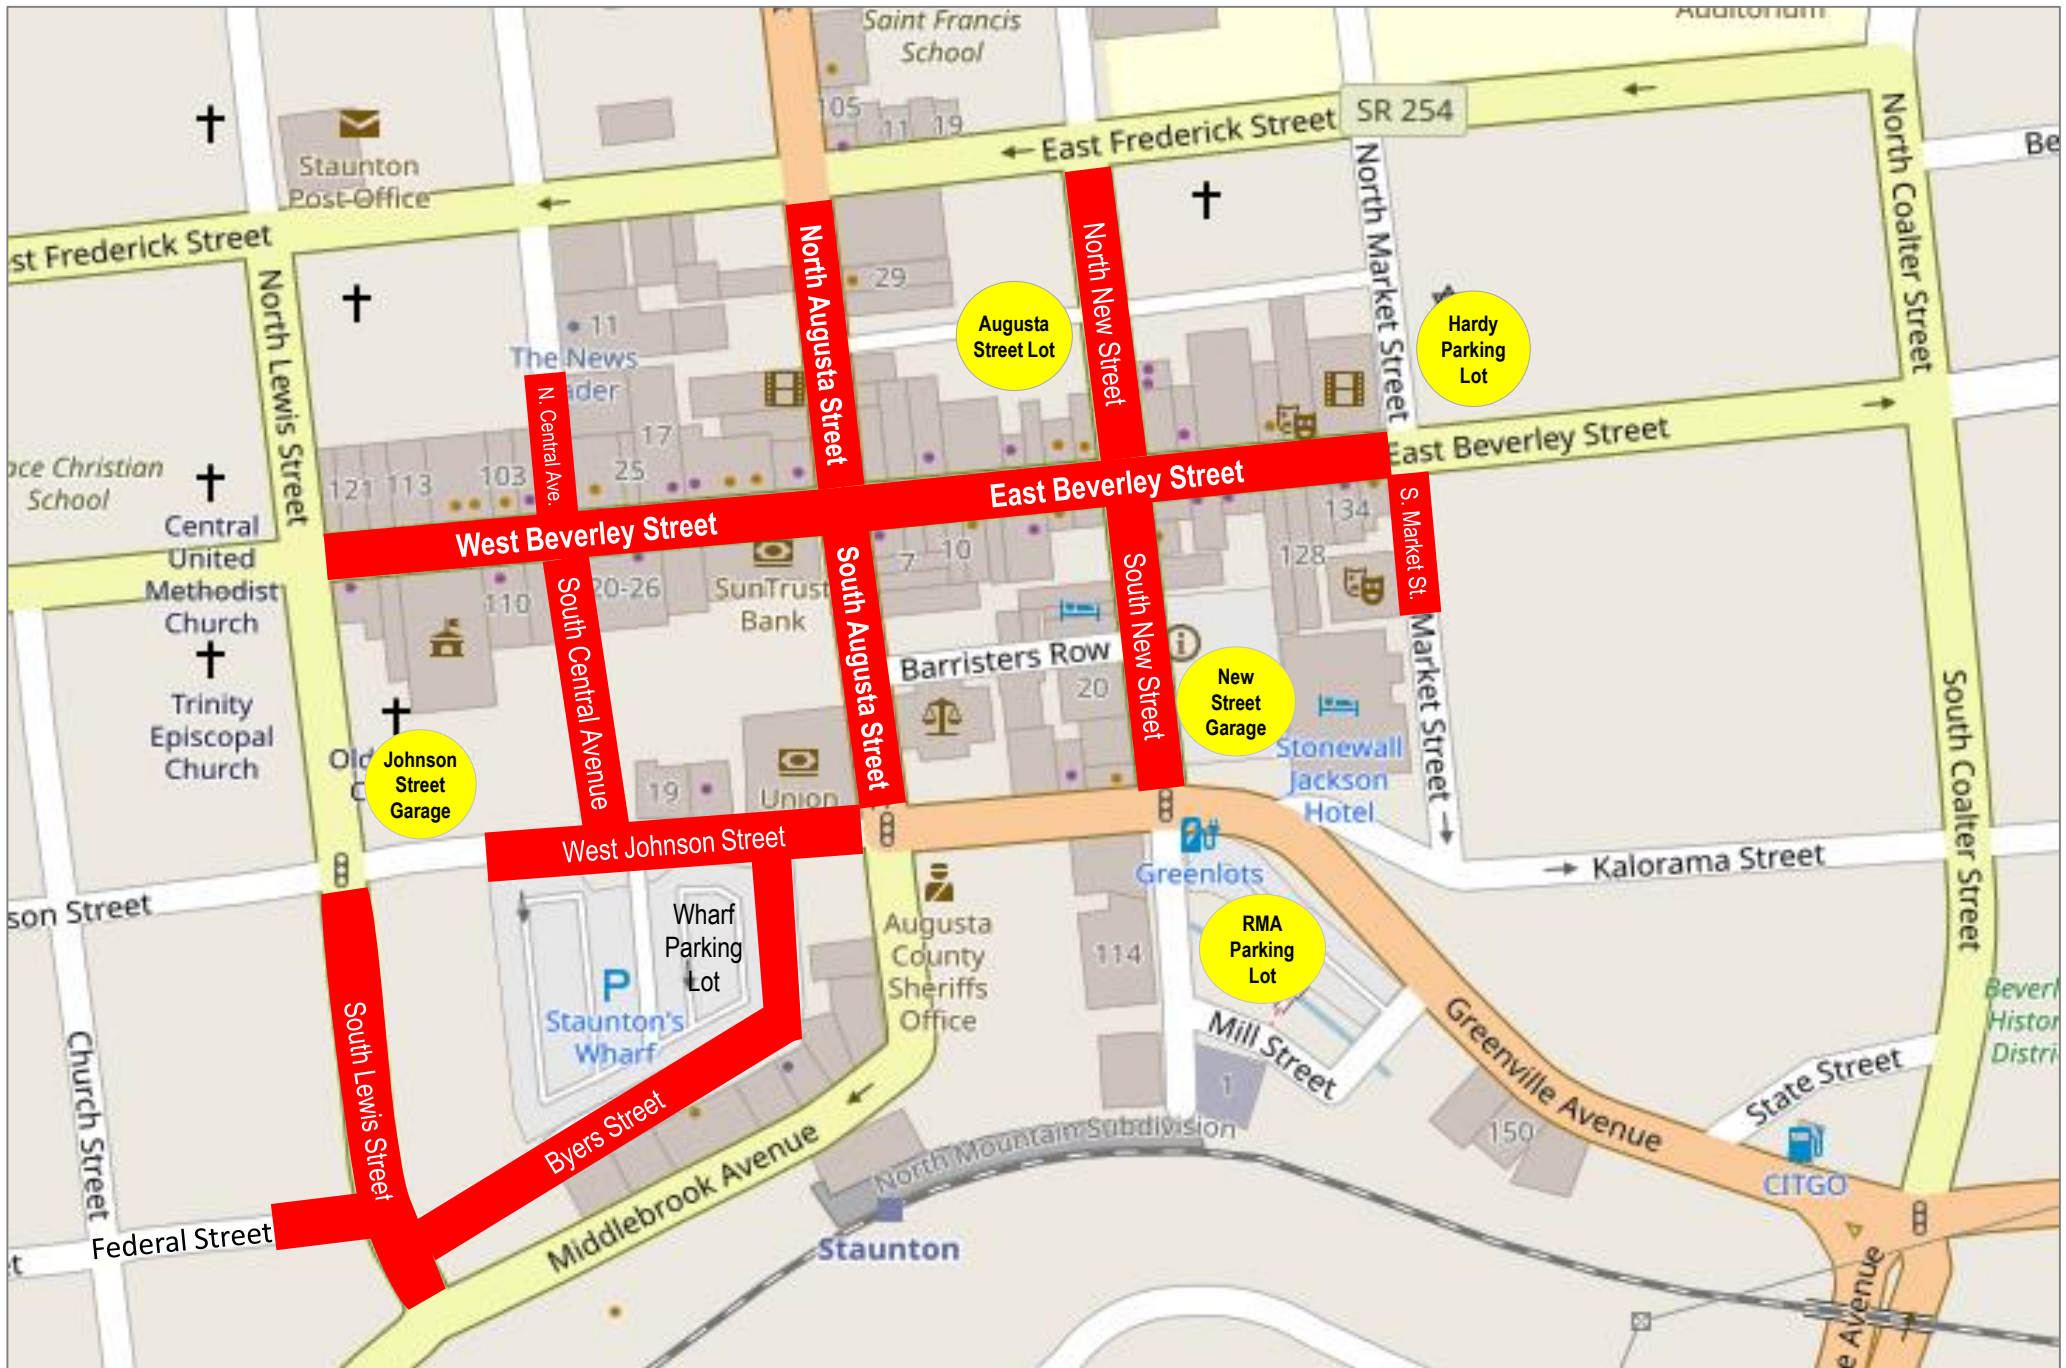 Saint Francis
School
Auditorium
105
11
19
East Frederick Street
SR 254
Staunton
Post Office
st Frederick Street
North Lewis Street
North Augusta Street
29
North New Street
North Market Street
North Coalter Street
Be
Augusta
Street Lot
Hardy
Parking
Lot
11
The News
ader
N. Central Ave.
17
25
121
113
103
ace Christian
School
Central
United
Methodist
Church
West Beverley Street
East Beverley Street
East Beverley Street
S. Market St.
134
128
110
20-26
South Central Avenue
SunTrust
Bank
South Augusta Street
7
10
South New Street
Barristers Row
20
Market Street
Trinity
Episcopal
Church
Old
C
Johnson
Street
Garage
New
Street
Garage
Stonewall
Jackson
Hotel
South Coalter Street
19
Union
West Johnson Street
Kalorama Street
son Street
Greenlots
Wharf
Parking
Lot
P
Staunton's
Wharf
Augusta
County
Sheriffs
Office
114
RMA
Parking
Lot
Mill Street
1
Greenville Avenue
Beverl
Histor
Distri
State Street
South Lewis Street
Church Street
Byers Street
Middlebrook Avenue
North Mountain Subdivision
150
CITGO
Federal Street
et
Staunton
e Avenue